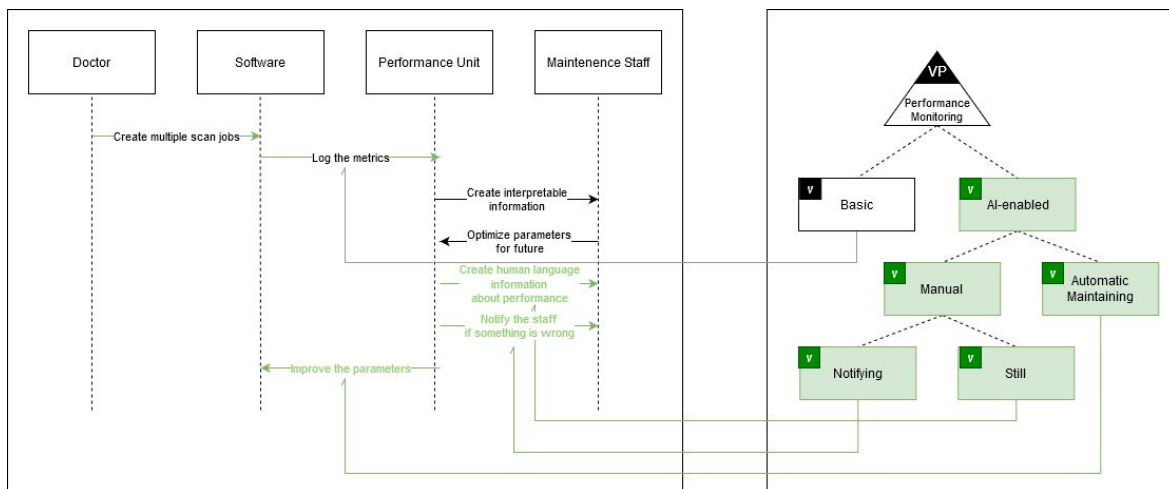 Doctor
Software
Performance Unit
Maintenence Staff
Create multiple scan jobs
Log the metrics
Create interpretable
information
Optimize parameters
for future
Create human language
information
about performance
Notify the staff
if something is wrong
Improve the parameters
VP
Performance
Monitoring
V
Basic
V
AI-enabled
V
Manual
V
Automatic
Maintaining
V
Notifying
V
Still